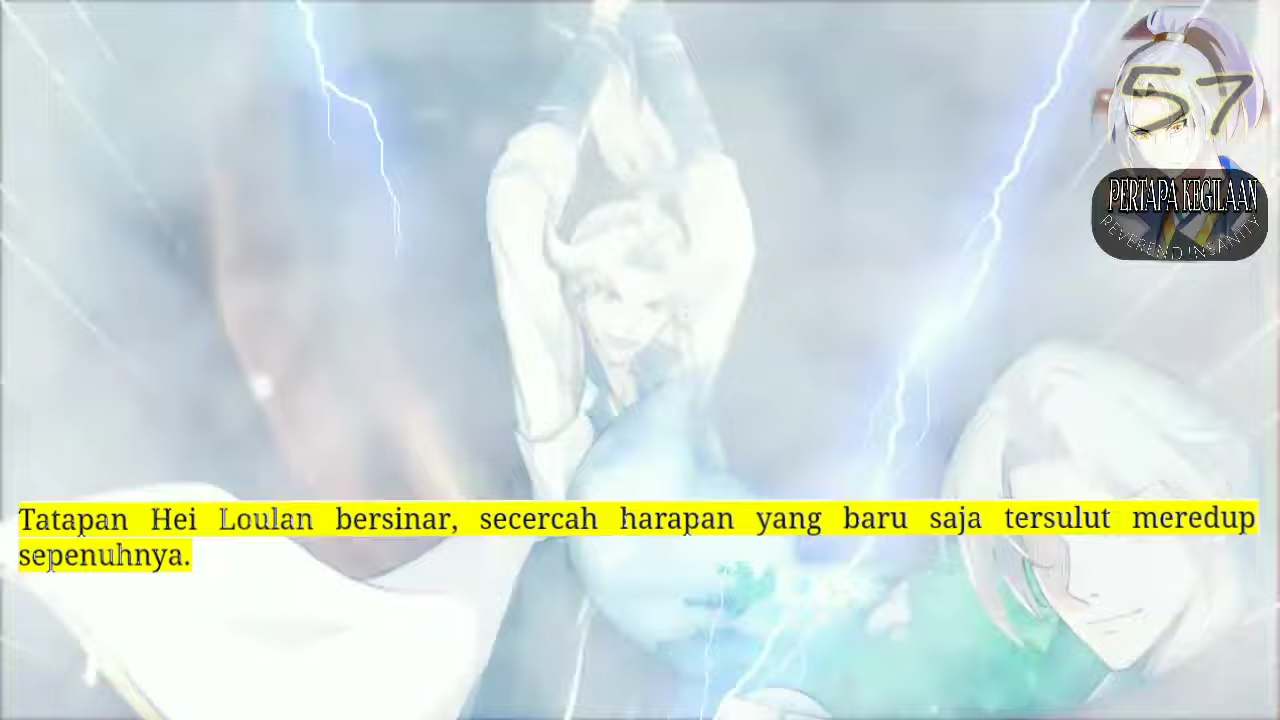 57
PERTAPA KEGILAAN
REVEREND INSANITY
Tatapan Hei Loulan bersinar, secercah harapan yang baru saja tersulut meredup
sepenuhnya.